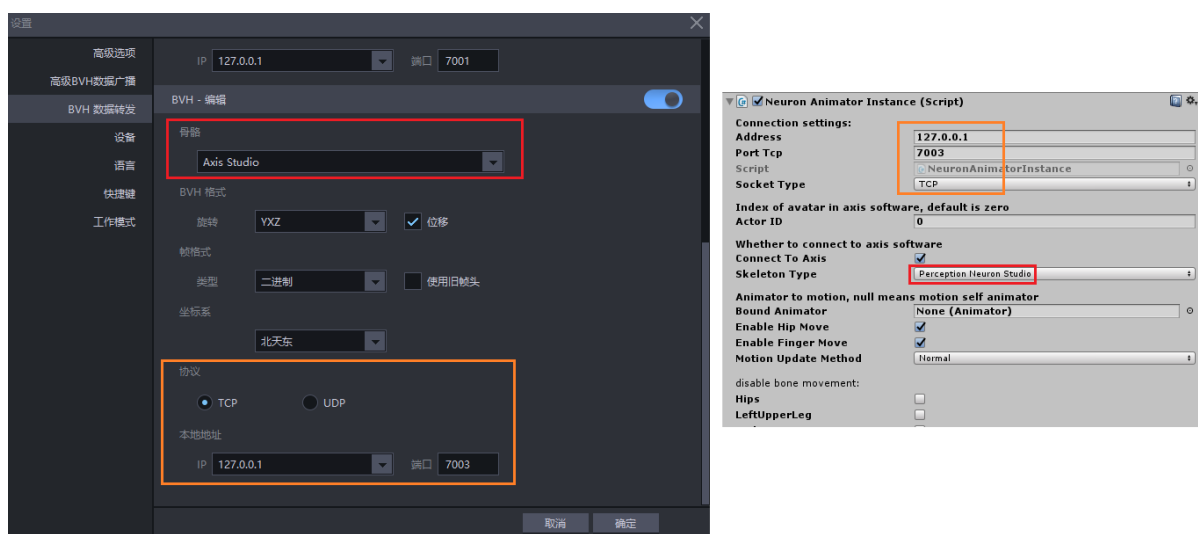 设置
高级选项
高级BVH数据广播
BVH 数据转发
设备
语言
快捷键
工作模式
IP 127.0.0.1 端口 7001
BVH - 编辑
骨骼
Axis Studio
BVH 格式
旋转 YXZ 位移
帧格式
类型 二进制 使用旧帧头
坐标系
北天东
协议
TCP UDP
本地地址
IP 127.0.0.1 端口 7003
取消 确定
Neuron Animator Instance (Script)
Connection settings:
Address 127.0.0.1
Port Tcp 7003
Script NeuronAnimatorInstance
Socket Type TCP
Index of avatar in axis software, default is zero
Actor ID 0
Whether to connect to axis software
Connect To Axis
Skeleton Type Perception Neuron Studio
Animator to motion, null means motion self animator
Bound Animator None (Animator)
Enable Hip Move
Enable Finger Move
Motion Update Method Normal
disable bone movement:
Hips
LeftUpperLeg